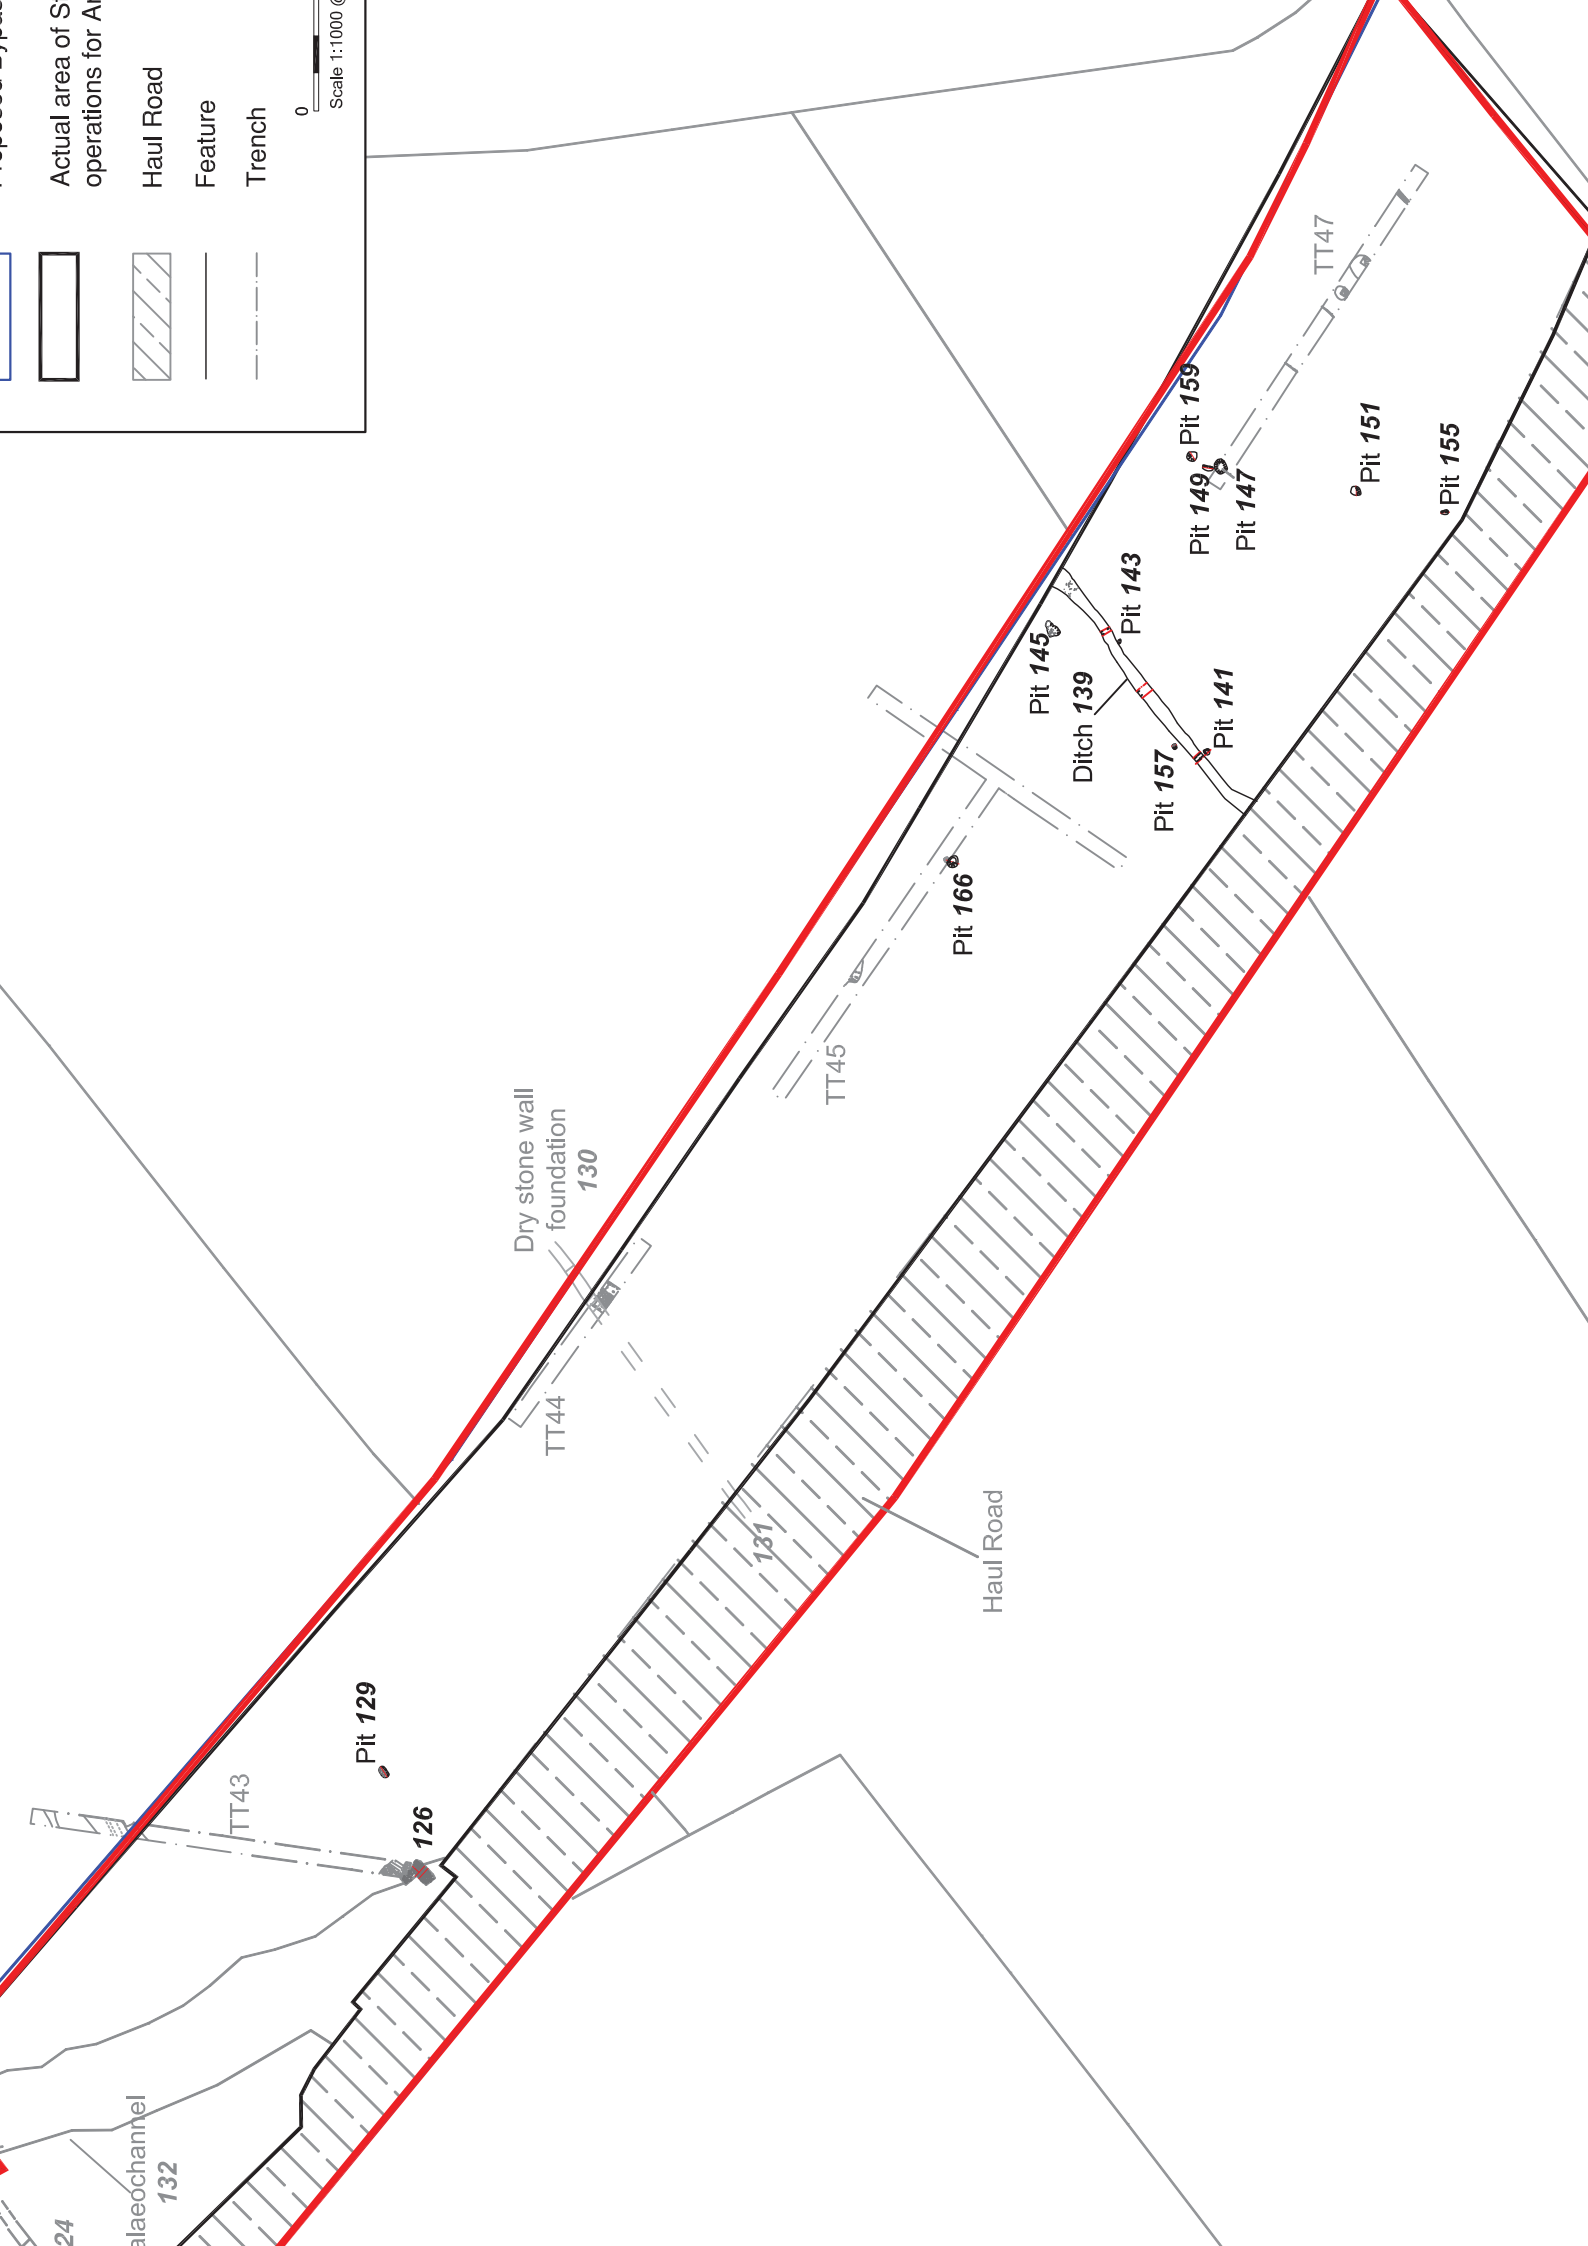 Actual area of
operations for
Haul Road
Feature
Trench
0
Scale 1:1000
TT47
Pit 159
Pit 149
Pit 147
Pit 151
Pit 155
Pit 143
Pit 145
Ditch 139
Pit 141
Pit 157
Pit 166
TT45
Dry stone wall
foundation
130
TT44
131
Haul Road
Pit 129
TT43
126
alaeochannel
132
24